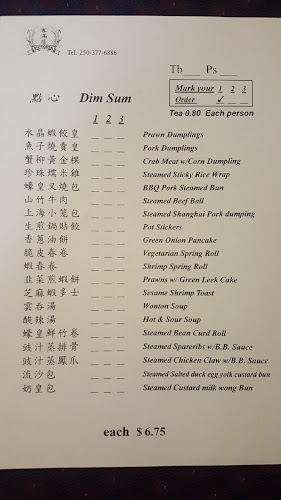 Tel: 250-377-6886
Tb___ Ps___
Mark your 1 2 3
Order ✓ _ _
Tea 0.80 Each person
點心 Dim Sum
1 2 3
水晶蝦餃皇 _ _ _ Prawn Dumplings
魚子燒賣皇 _ _ _ Pork Dumplings
蟹柳黃金粿 _ _ _ Crab Meat w/Corn Dumpling
珍珠糯米雞 _ _ _ Steamed Sticky Rice Wrap
蠔皇叉燒包 _ _ _ BBQ Pork Steamed Bun
山竹牛肉 _ _ _ Steamed Beef Ball
上海小笼包 _ _ _ Steamed Shanghai Pork dumping
生煎鍋貼餃 _ _ _ Pot Stickers
香蔥油餅 _ _ _ Green Onion Pancake
脆皮春卷 _ _ _ Vegetarian Spring Roll
蝦春卷 _ _ _ Shrimp Spring Roll
韭菜煎蝦餅 _ _ _ Prawns w/ Green Leek Cake
芝麻蝦多士 _ _ _ Sesame Shrimp Toast
雲吞湯 _ _ _ Wonton Soup
酸辣湯 _ _ _ Hot & Sour Soup
蠔皇鮮竹卷 _ _ _ Steamed Bean Curd Roll
豉汁蒸排骨 _ _ _ Steamed Spareribs w/B.B. Sauce
豉汁蒸鳳爪 _ _ _ Steamed Chicken Claw w/B.B. Sauce
流沙包 _ _ _ Steamed Salted duck egg yolk custard bun
奶皇包 _ _ _ Steamed Custard milk wong Bun
each $ 6.75